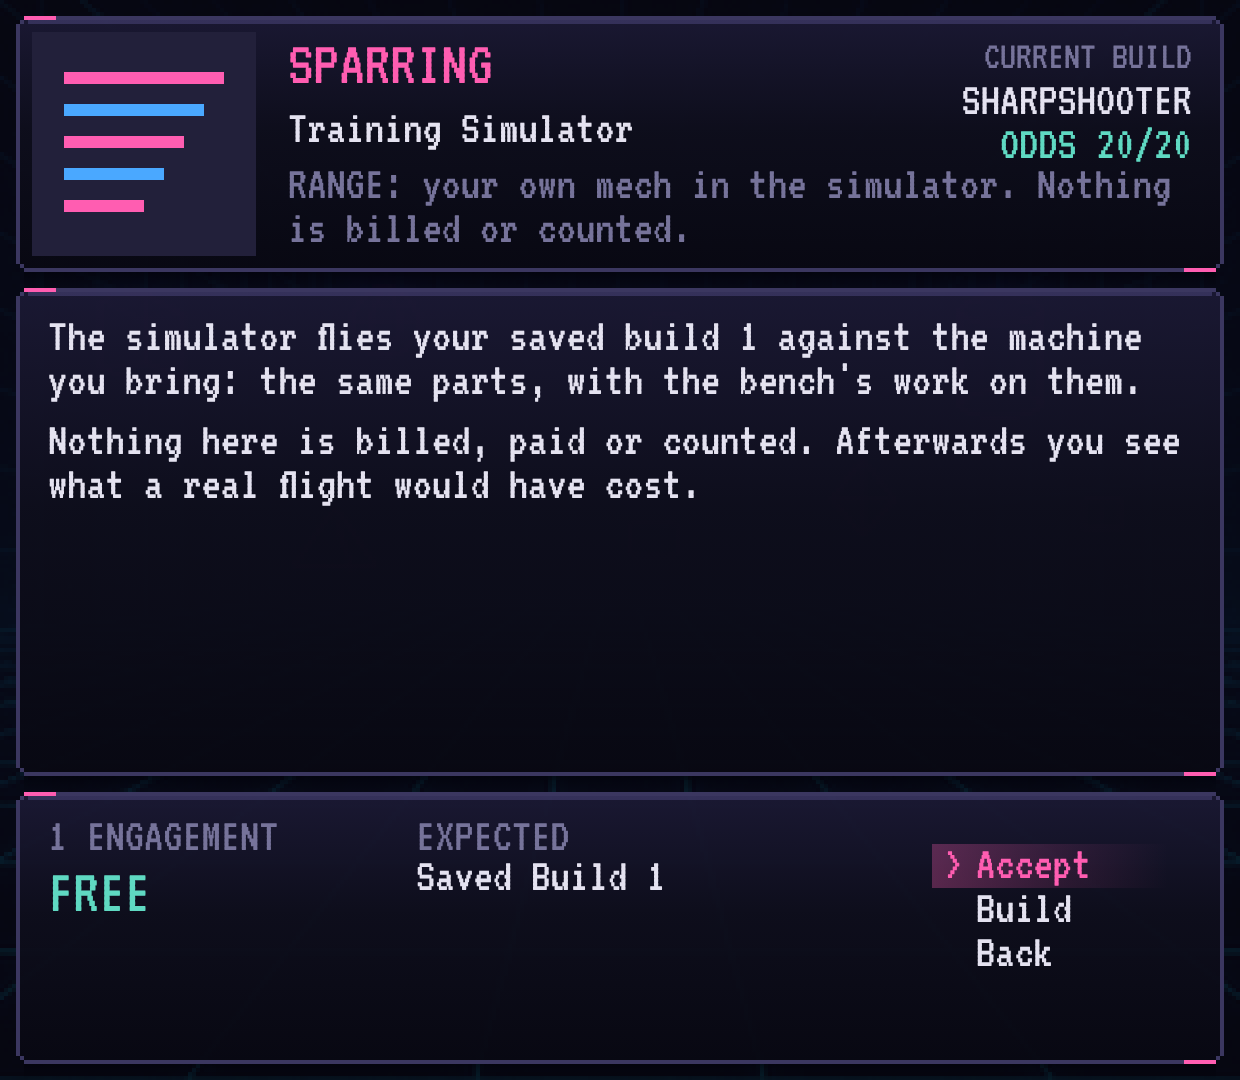 SPARRING
Training Simulator
RANGE: your own mech in the simulator. Nothing
is billed or counted.
CURRENT BUILD
SHARPSHOOTER
ODDS 20/20
The simulator flies your saved build 1 against the machine
you bring: the same parts, with the bench's work on them.
Nothing here is billed, paid or counted. Afterwards you see
what a real flight would have cost.
1 ENGAGEMENT
FREE
EXPECTED
Saved Build 1
> Accept
Build
Back